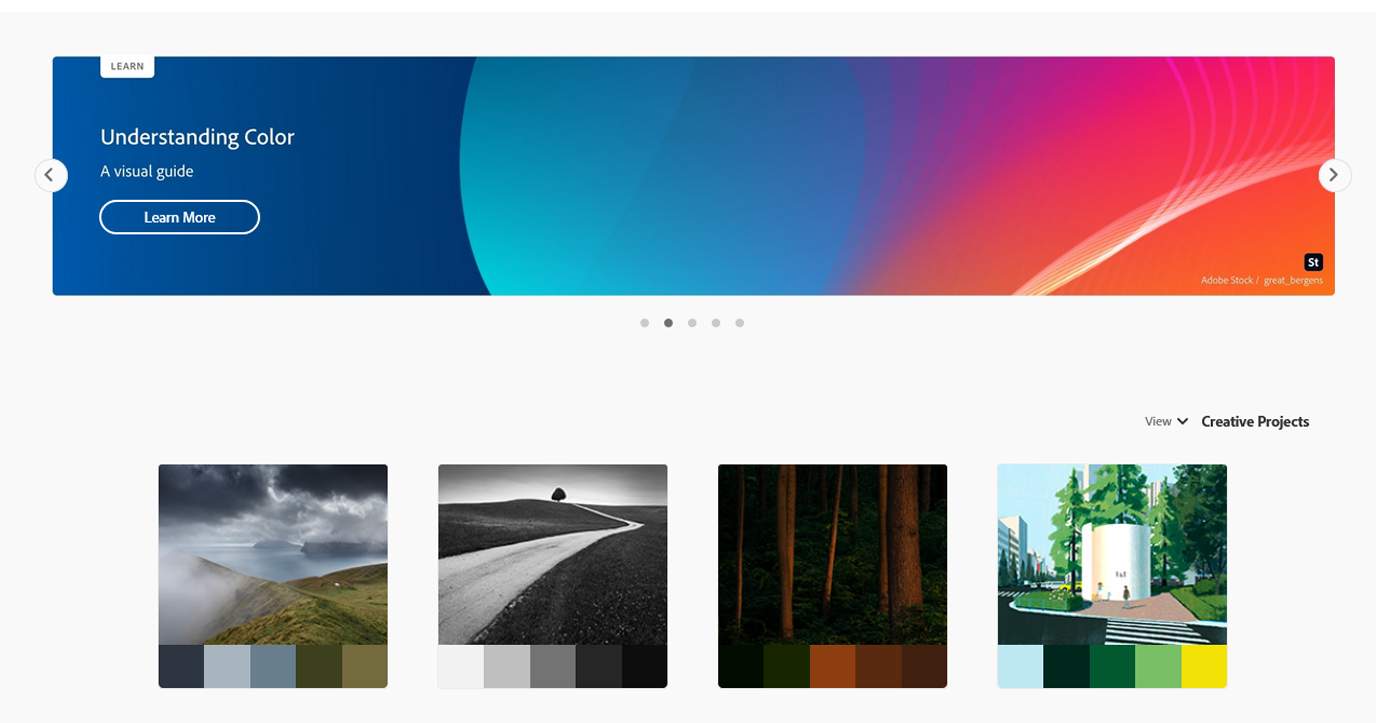 LEARN
Understanding Color
A visual guide
Learn More
St
Adobe Stock / great_bergens
View Creative Projects